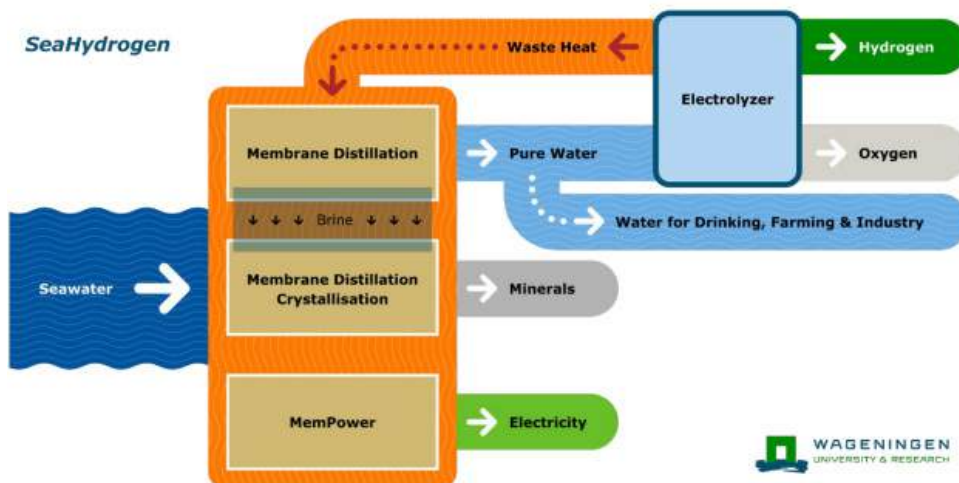 SeaHydrogen
Waste Heat
Hydrogen
Electrolyzer
Membrane Distillation
Pure Water
Oxygen
Brine
Water for Drinking, Farming & Industry
Seawater
Membrane Distillation
Crystallisation
Minerals
MemPower
Electricity
WAGENINGEN
UNIVERSITY & RESEARCH